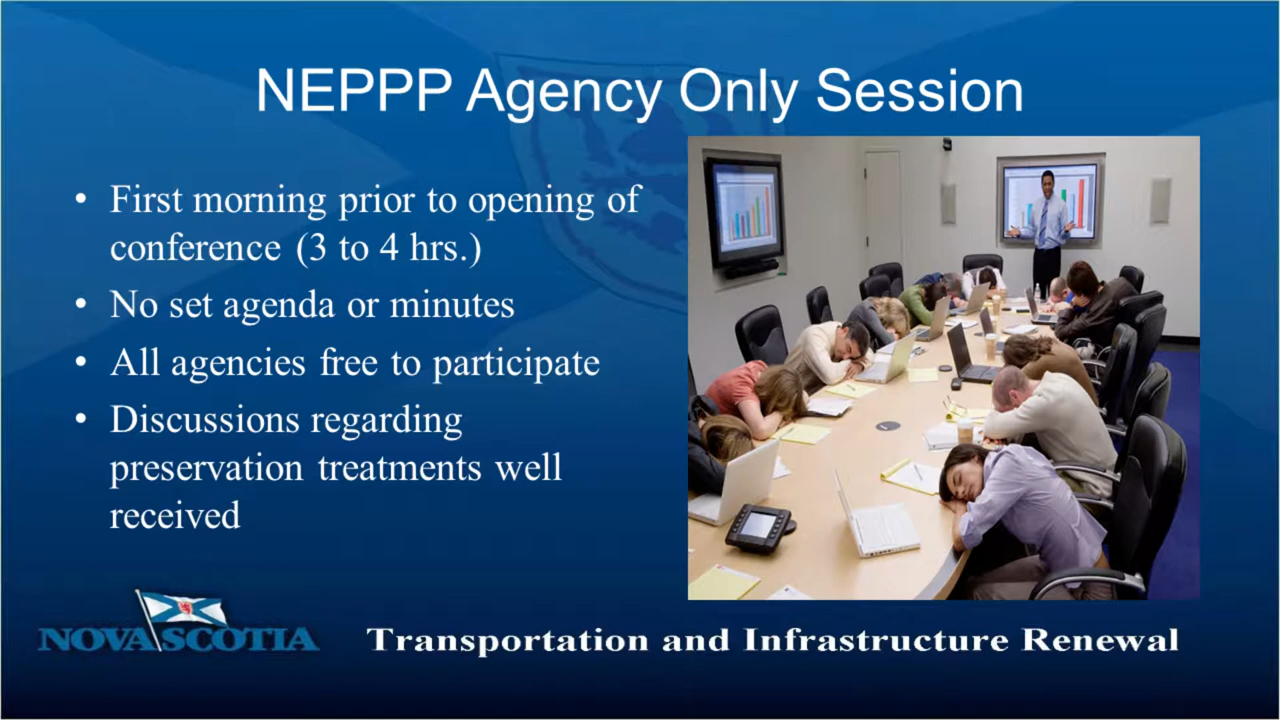 NEPPP Agency Only Session
• First morning prior to opening of
conference (3 to 4 hrs.)
• No set agenda or minutes
• All agencies free to participate
• Discussions regarding
preservation treatments well
received
NOVA SCOTIA
Transportation and Infrastructure Renewal